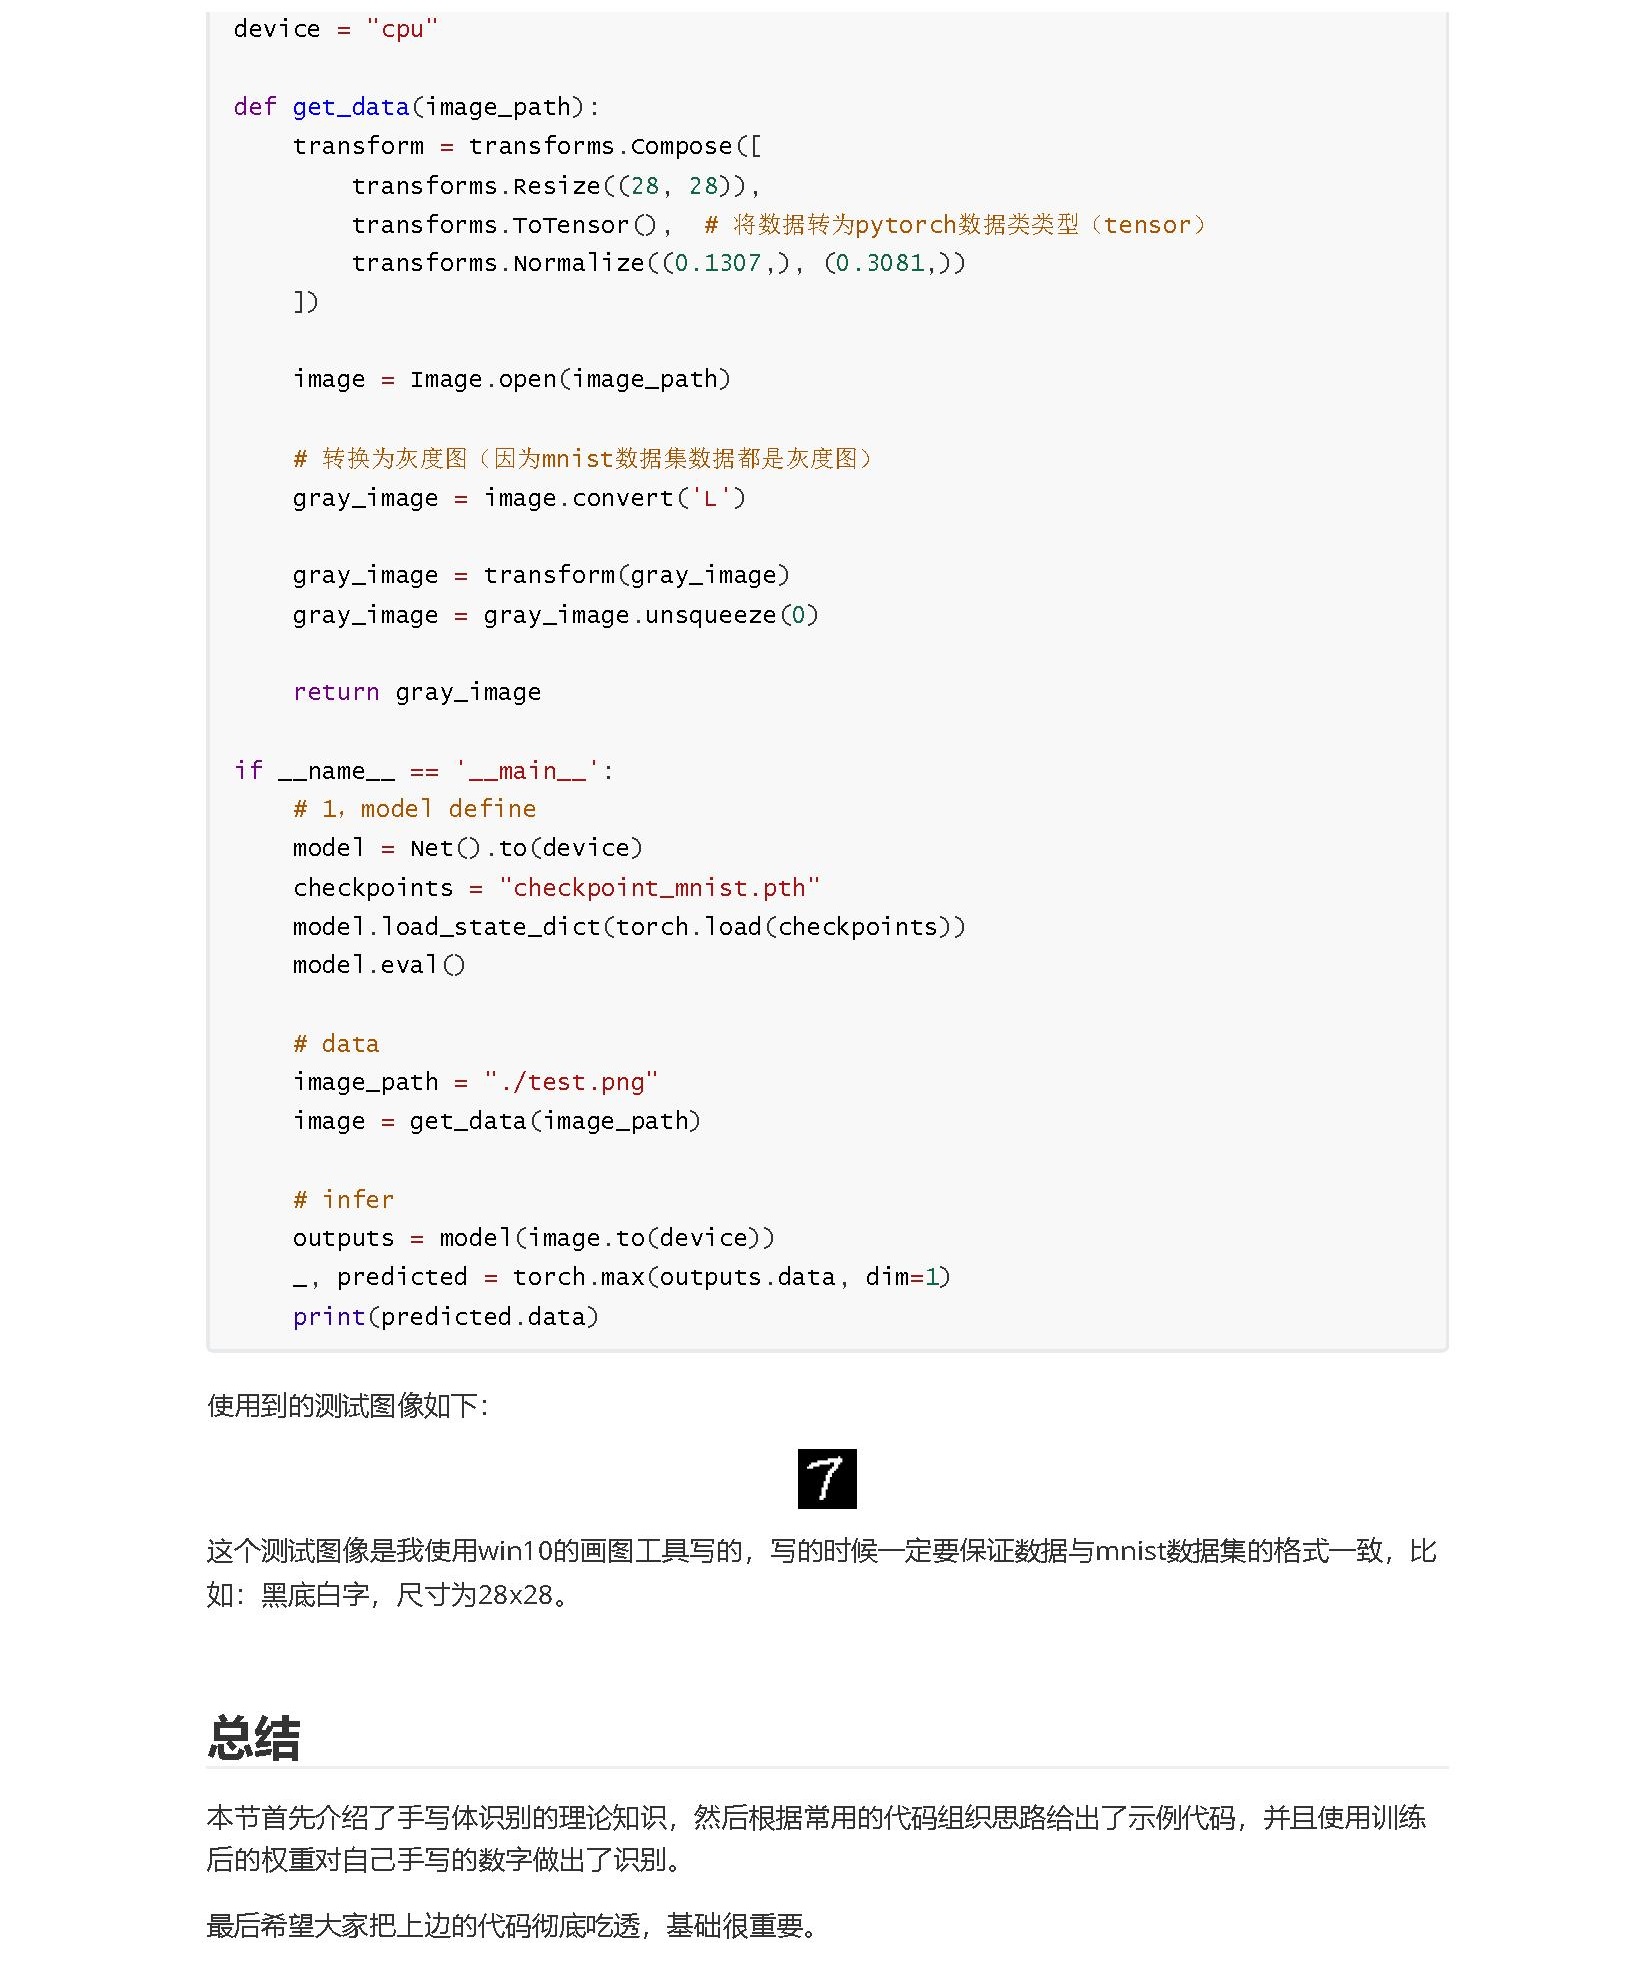 device = "cpu"
def get_data(image_path):
    transform = transforms.Compose([
        transforms.Resize((28, 28)),
        transforms.ToTensor(),  # 将数据转为pytorch数据类类型（tensor）
        transforms.Normalize((0.1307,), (0.3081,))
    ])
    image = Image.open(image_path)
    # 转换为灰度图（因为mnist数据集数据都是灰度图）
    gray_image = image.convert('L')
    gray_image = transform(gray_image)
    gray_image = gray_image.unsqueeze(0)
    return gray_image
if __name__ == '__main__':
    # 1，model define
    model = Net().to(device)
    checkpoints = "checkpoint_mnist.pth"
    model.load_state_dict(torch.load(checkpoints))
    model.eval()
    # data
    image_path = "./test.png"
    image = get_data(image_path)
    # infer
    outputs = model(image.to(device))
    _, predicted = torch.max(outputs.data, dim=1)
    print(predicted.data)
使用到的测试图像如下：
7
这个测试图像是我使用win10的画图工具写的，写的时候一定要保证数据与mnist数据集的格式一致，比
如：黑底白字，尺寸为28x28。
总结
本节首先介绍了手写体识别的理论知识，然后根据常用的代码组织思路给出了示例代码，并且使用训练
后的权重对自己手写的数字做出了识别。
最后希望大家把上边的代码彻底吃透，基础很重要。